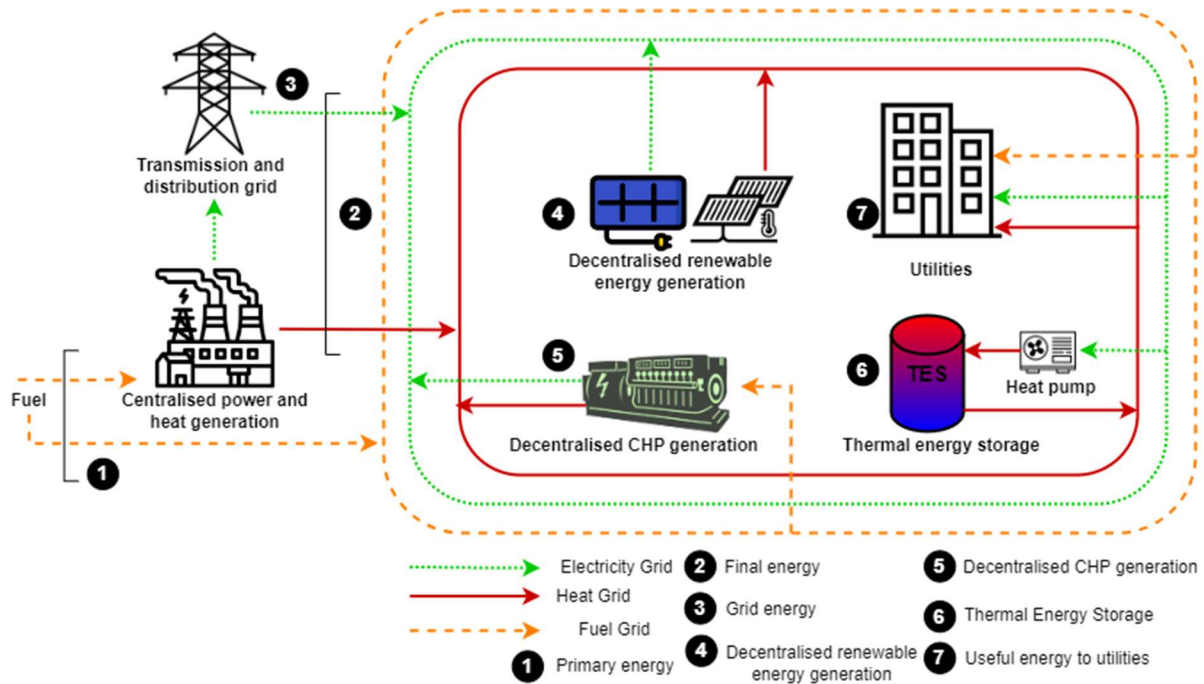 3
Transmission and
distribution grid
2
Fuel
Centralised power and
heat generation
1
4
Decentralised renewable
energy generation
7
Utilities
5
Decentralised CHP generation
6
TES
Heat pump
Thermal energy storage
Electricity Grid
Heat Grid
Fuel Grid
1 Primary energy
2 Final energy
3 Grid energy
4 Decentralised renewable
energy generation
5 Decentralised CHP generation
6 Thermal Energy Storage
7 Useful energy to utilities